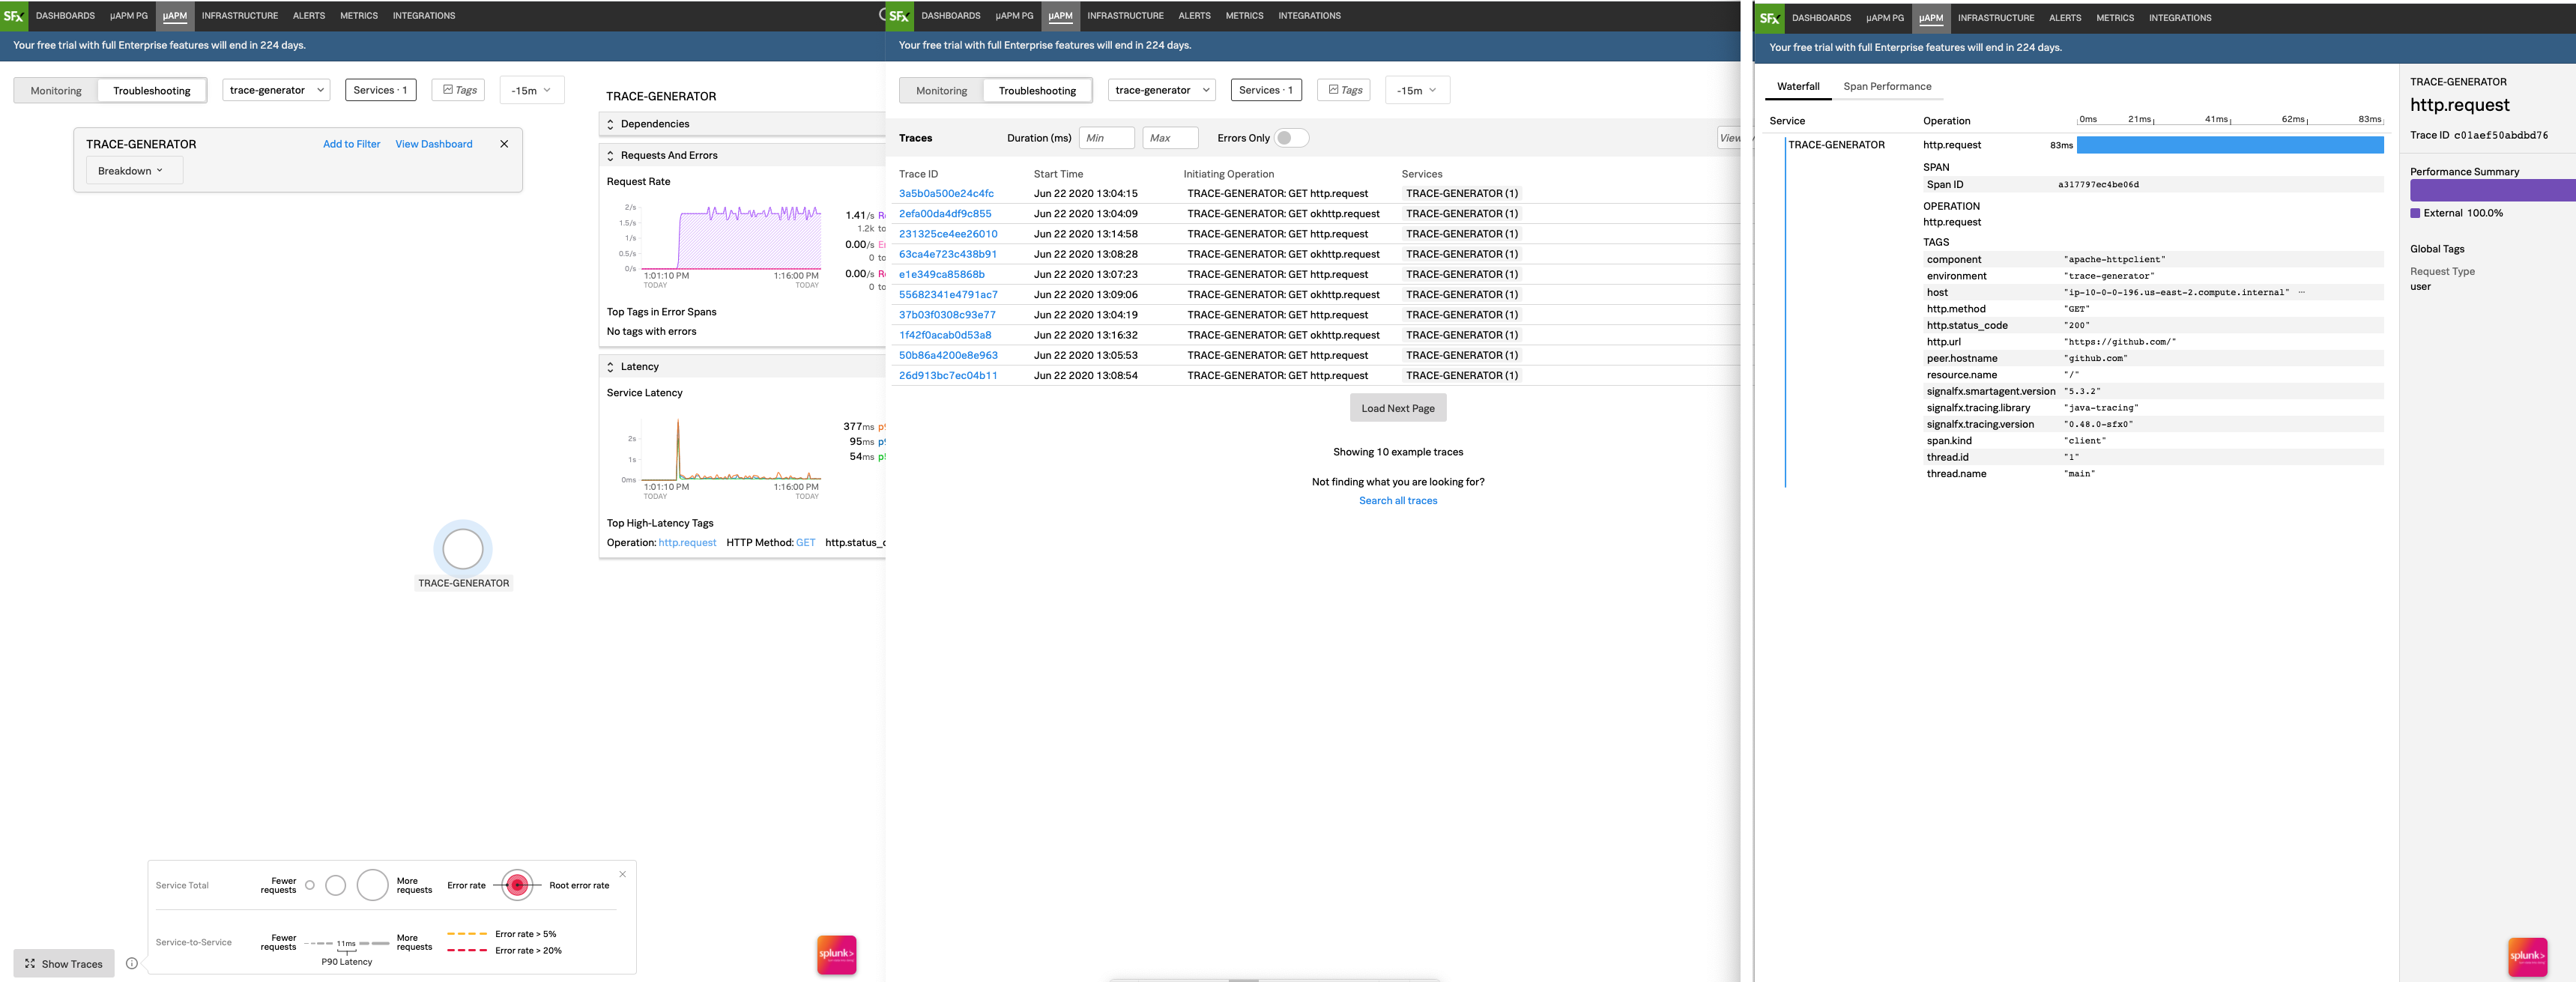 SFx DASHBOARDS µAPM PG µAPM INFRASTRUCTURE ALERTS METRICS INTEGRATIONS
Your free trial with full Enterprise features will end in 224 days.
Monitoring Troubleshooting trace-generator Services · 1 Tags -15m
TRACE-GENERATOR Add to Filter View Dashboard
Breakdown
TRACE-GENERATOR
Dependencies
Requests And Errors
Request Rate
2/s
1.5/s
1/s
0.5/s
0/s
1:01:10 PM 1:16:00 PM
TODAY TODAY
1.41/s Re
1.2k to
0.00/s Er
0 to
0.00/s Re
0 to
Top Tags in Error Spans
No tags with errors
Latency
Service Latency
2s
1s
0ms
1:01:10 PM 1:16:00 PM
TODAY TODAY
377ms p9
95ms p9
54ms p5
Top High-Latency Tags
Operation: http.request HTTP Method: GET http.status_c
TRACE-GENERATOR
Service Total Fewer requests More requests Error rate Root error rate
Service-to-Service Fewer requests 11ms More requests Error rate > 5%
P90 Latency Error rate > 20%
Show Traces
splunk>
SFx DASHBOARDS µAPM PG µAPM INFRASTRUCTURE ALERTS METRICS INTEGRATIONS
Your free trial with full Enterprise features will end in 224 days.
Monitoring Troubleshooting trace-generator Services · 1 Tags -15m
Traces Duration (ms) Min Max Errors Only View
Trace ID Start Time Initiating Operation Services
3a5b0a500e24c4fc Jun 22 2020 13:04:15 TRACE-GENERATOR: GET http.request TRACE-GENERATOR (1)
2efa00da4df9c855 Jun 22 2020 13:04:09 TRACE-GENERATOR: GET okhttp.request TRACE-GENERATOR (1)
231325ce4ee26010 Jun 22 2020 13:14:58 TRACE-GENERATOR: GET http.request TRACE-GENERATOR (1)
63ca4e723c438b91 Jun 22 2020 13:08:28 TRACE-GENERATOR: GET okhttp.request TRACE-GENERATOR (1)
e1e349ca85868b Jun 22 2020 13:07:23 TRACE-GENERATOR: GET http.request TRACE-GENERATOR (1)
55682341e4791ac7 Jun 22 2020 13:09:06 TRACE-GENERATOR: GET okhttp.request TRACE-GENERATOR (1)
37b03f0308c93e77 Jun 22 2020 13:04:19 TRACE-GENERATOR: GET http.request TRACE-GENERATOR (1)
1f42f0acab0d53a8 Jun 22 2020 13:16:32 TRACE-GENERATOR: GET okhttp.request TRACE-GENERATOR (1)
50b86a4200e8e963 Jun 22 2020 13:05:53 TRACE-GENERATOR: GET http.request TRACE-GENERATOR (1)
26d913bc7ec04b11 Jun 22 2020 13:08:54 TRACE-GENERATOR: GET http.request TRACE-GENERATOR (1)
Load Next Page
Showing 10 example traces
Not finding what you are looking for?
Search all traces
SFx DASHBOARDS µAPM PG µAPM INFRASTRUCTURE ALERTS METRICS INTEGRATIONS
Your free trial with full Enterprise features will end in 224 days.
Waterfall Span Performance
Service Operation 0ms 21ms 41ms 62ms 83ms
TRACE-GENERATOR http.request 83ms
SPAN
Span ID a317797ec4be06d
OPERATION
http.request
TAGS
component "apache-httpclient"
environment "trace-generator"
host "ip-10-0-0-196.us-east-2.compute.internal" ...
http.method "GET"
http.status_code "200"
http.url "https://github.com/"
peer.hostname "github.com"
resource.name "/"
signalfx.smartagent.version "5.3.2"
signalfx.tracing.library "java-tracing"
signalfx.tracing.version "0.48.0-sfx0"
span.kind "client"
thread.id "1"
thread.name "main"
TRACE-GENERATOR
http.request
Trace ID c01aef50abdbd76
Performance Summary
External 100.0%
Global Tags
Request Type
user
splunk>